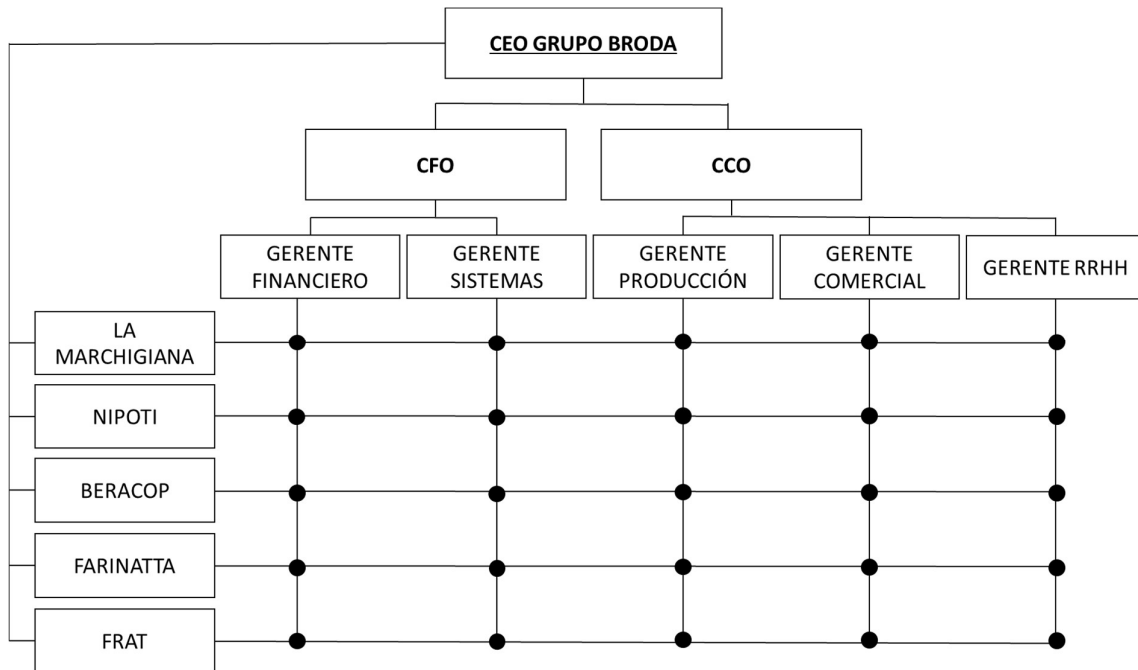 CEO GRUPO BRODA
CFO
CCO
GERENTE
FINANCIERO
GERENTE
SISTEMAS
GERENTE
PRODUCCIÓN
GERENTE
COMERCIAL
GERENTE RRHH
LA
MARCHIGIANA
NIPOTI
BERACOP
FARINATTA
FRAT